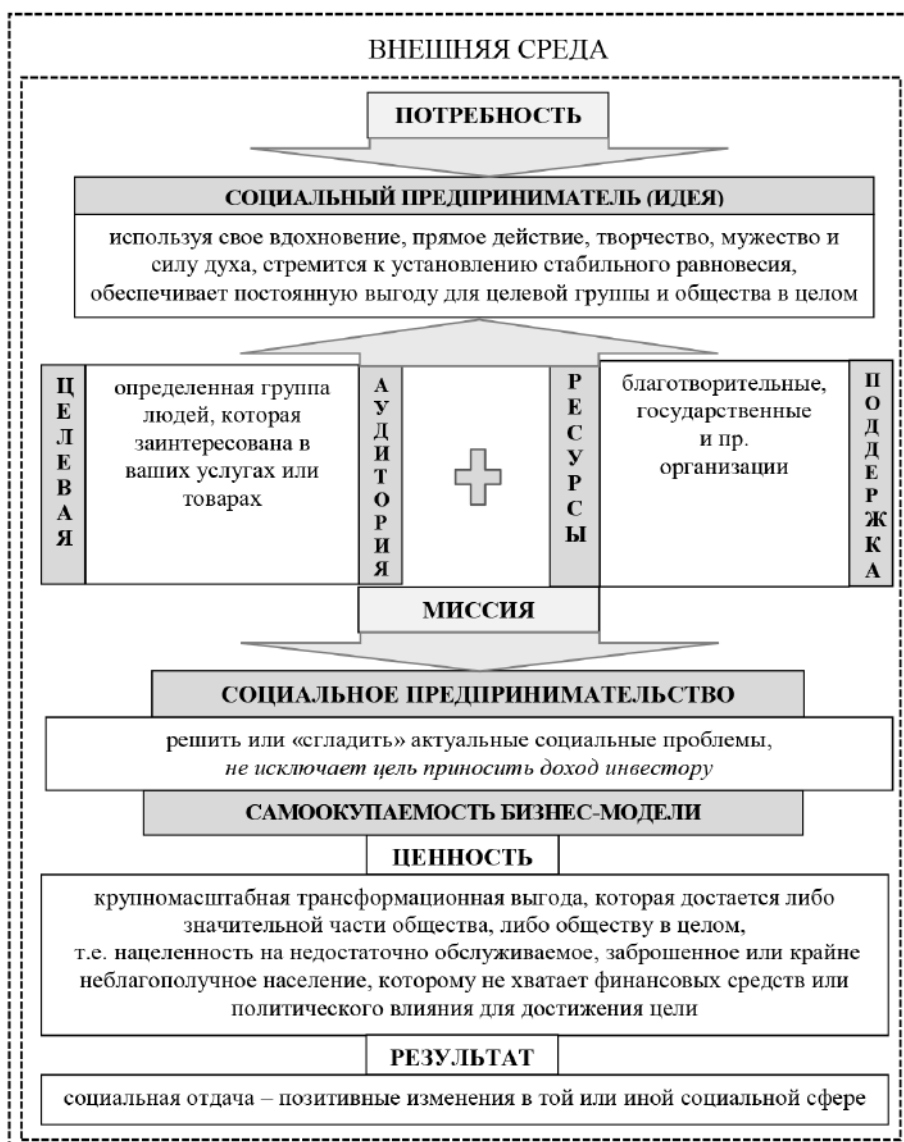 ВНЕШНЯЯ СРЕДА
ПОТРЕБНОСТЬ
СОЦИАЛЬНЫЙ ПРЕДПРИНИМАТЕЛЬ (ИДЕЯ)
используя свое вдохновение, прямое действие, творчество, мужество и
силу духа, стремится к установлению стабильного равновесия,
обеспечивает постоянную выгоду для целевой группы и общества в целом
ЦЕЛЕВАЯ
определенная группа
людей, которая
заинтересована в
ваших услугах или
товарах
АУДИТОРИЯ
РЕСУРСЫ
благотворительные,
государственные
и пр.
организации
ПОДДЕРЖКА
МИССИЯ
СОЦИАЛЬНОЕ ПРЕДПРИНИМАТЕЛЬСТВО
решить или «сгладить» актуальные социальные проблемы,
не исключает цель приносить доход инвестору
САМООКУПАЕМОСТЬ БИЗНЕС-МОДЕЛИ
ЦЕННОСТЬ
крупномасштабная трансформационная выгода, которая достается либо
значительной части общества, либо обществу в целом,
т.е. нацеленность на недостаточно обслуживаемое, заброшенное или крайне
неблагополучное население, которому не хватает финансовых средств или
политического влияния для достижения цели
РЕЗУЛЬТАТ
социальная отдача – позитивные изменения в той или иной социальной сфере